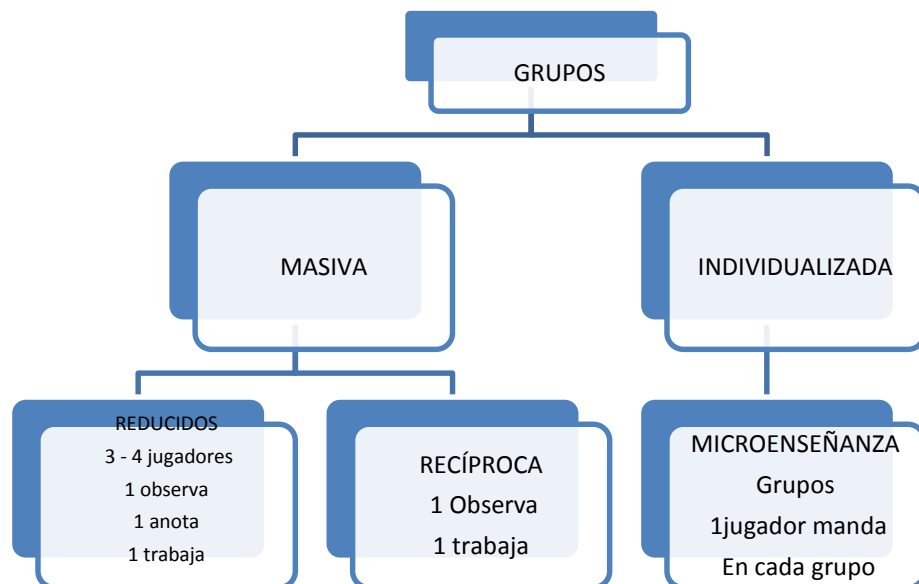 GRUPOS
MASIVA
INDIVIDUALIZADA
REDUCIDOS
3 - 4 jugadores
1 observa
1 anota
1 trabaja
RECÍPROCA
1 Observa
1 trabaja
MICROENSEÑANZA
Grupos
1jugador manda
En cada grupo